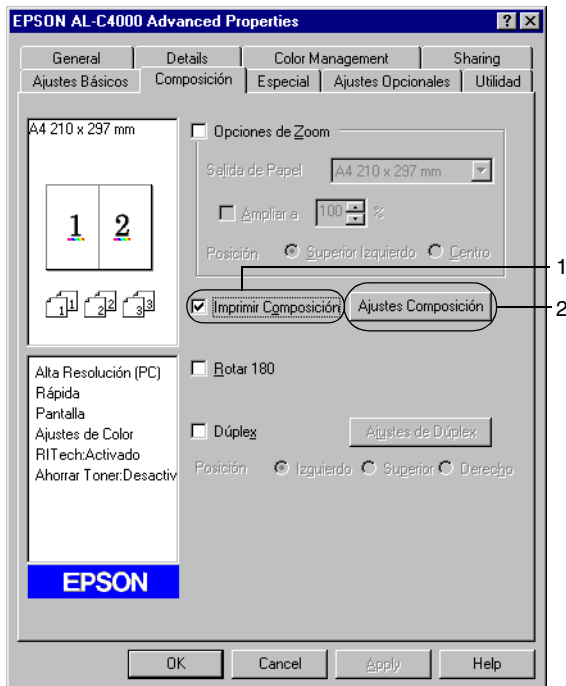 EPSON AL-C4000 Advanced Properties
General Details Color Management Sharing
Ajustes Básicos Composición Especial Ajustes Opcionales Utilidad
A4 210 x 297 mm
1 2
1 1 2 2 3 3
Opciones de Zoom
Salida de Papel A4 210 x 297 mm
Ampliar a 100 %
Posición Superior Izquierdo Centro
1
Imprimir Composición Ajustes Composición 2
Alta Resolución (PC)
Rápida
Pantalla
Ajustes de Color
RITech:Activado
Ahorrar Toner:Desactiv
Rotar 180
Dúplex Ajustes de Dúplex
Posición Izquierdo Superior Derecho
EPSON
OK Cancel Apply Help